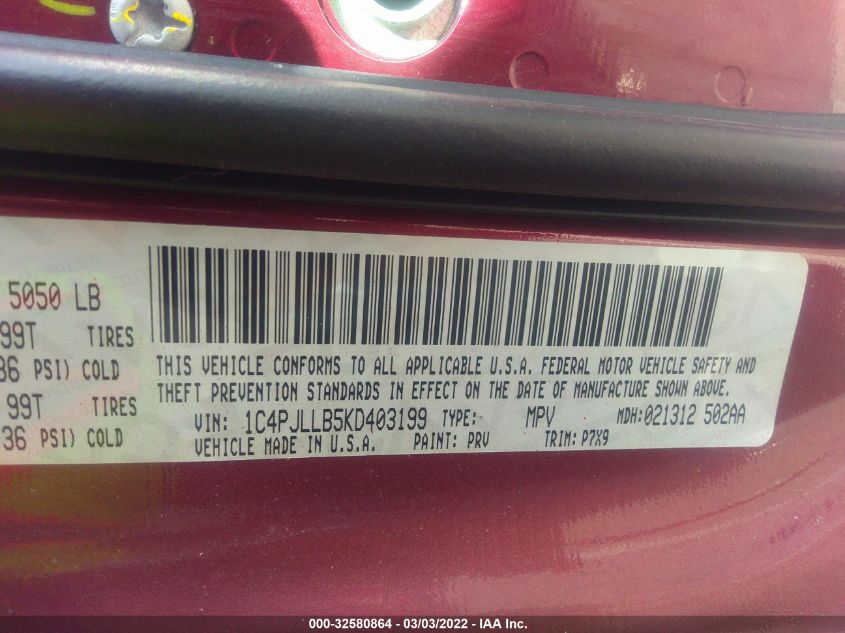 5050 LB
99T TIRES
36 PSI) COLD
99T TIRES
36 PSI) COLD
THIS VEHICLE CONFORMS TO ALL APPLICABLE U.S.A. FEDERAL MOTOR VEHICLE SAFETY AND
THEFT PREVENTION STANDARDS IN EFFECT ON THE DATE OF MANUFACTURE SHOWN ABOVE.
VIN: 1C4PJLLB5KD403199 TYPE: MPV MDH:021312 502AA
VEHICLE MADE IN U.S.A. PAINT: PRV TRIM: P7X9
000-32580864 - 03/03/2022 - IAA Inc.